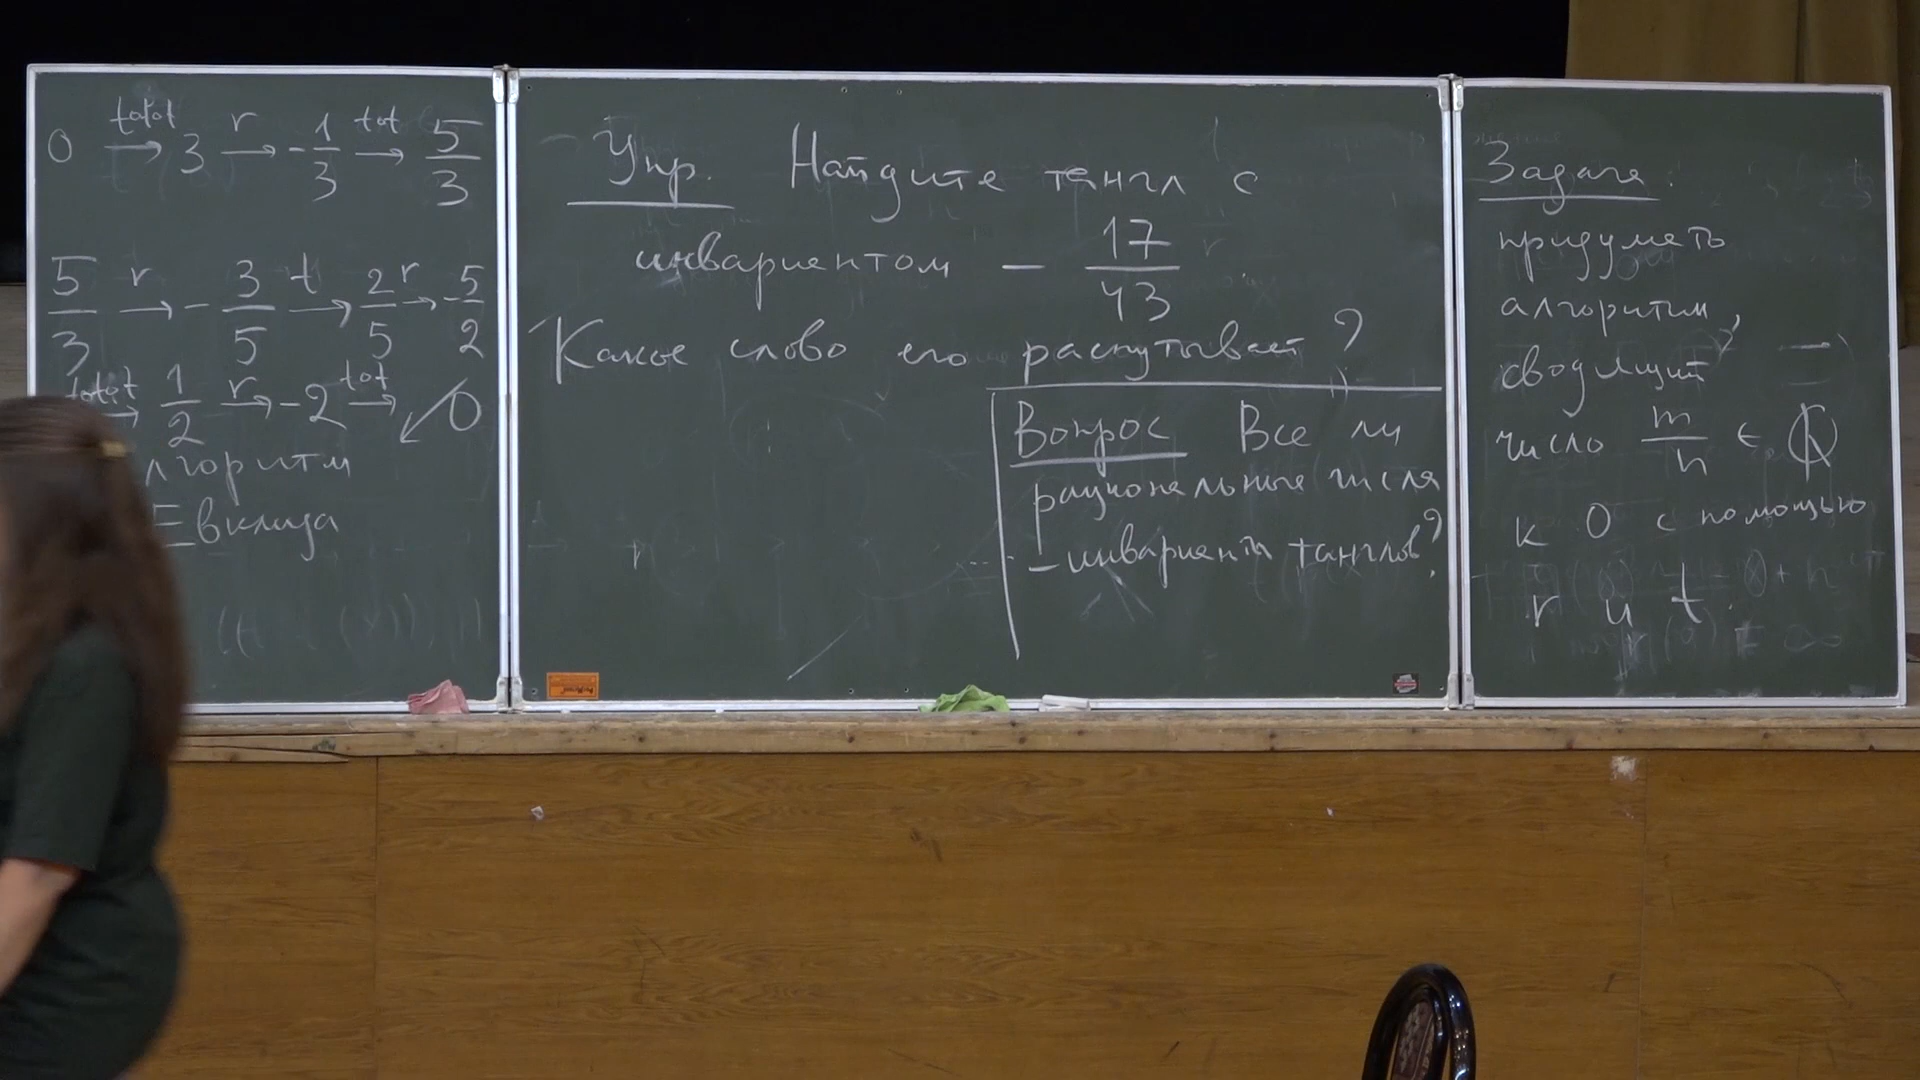 0 →(totot) 3 →(r) -1/3 →(tot) 5/3
5/3 →(r) -3/5 →(t) 2/5 →(r) -5/2
→(totot) 1/2 →(r) -2 →(tot) 0
лгоритм
Евклида
Упр. Найдите тангл с
инвариантом - 17/43
Какое слово его распутывает?
Вопрос Все ли
рациональные числа
- инварианты танглов?
Задача:
придумать
алгоритм,
сводящий
число m/n ∈ Q
к 0 с помощью
r и t.